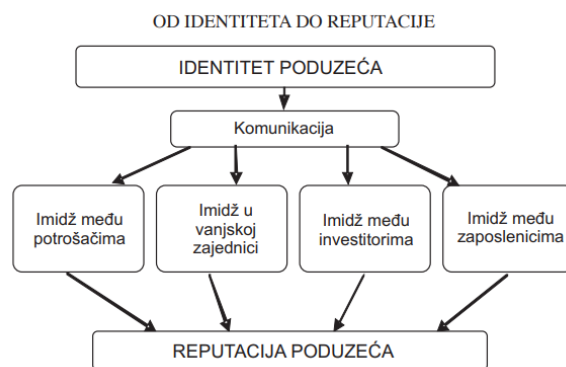 OD IDENTITETA DO REPUTACIJE
IDENTITET PODUZEĆA
Komunikacija
Imidž među
potrošačima
Imidž u
vanjskoj
zajednici
Imidž među
investitorima
Imidž među
zaposlenicima
REPUTACIJA PODUZEĆA